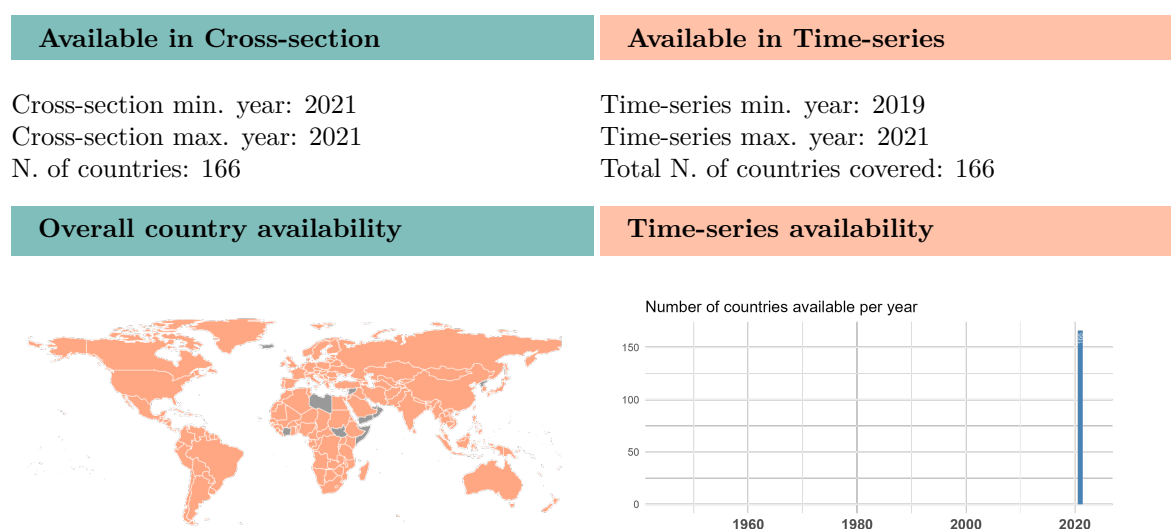 Available in Cross-section
Available in Time-series
Cross-section min. year: 2021
Cross-section max. year: 2021
N. of countries: 166
Time-series min. year: 2019
Time-series max. year: 2021
Total N. of countries covered: 166
Overall country availability
Time-series availability
Number of countries available per year
150
100
50
0
166
1960
1980
2000
2020